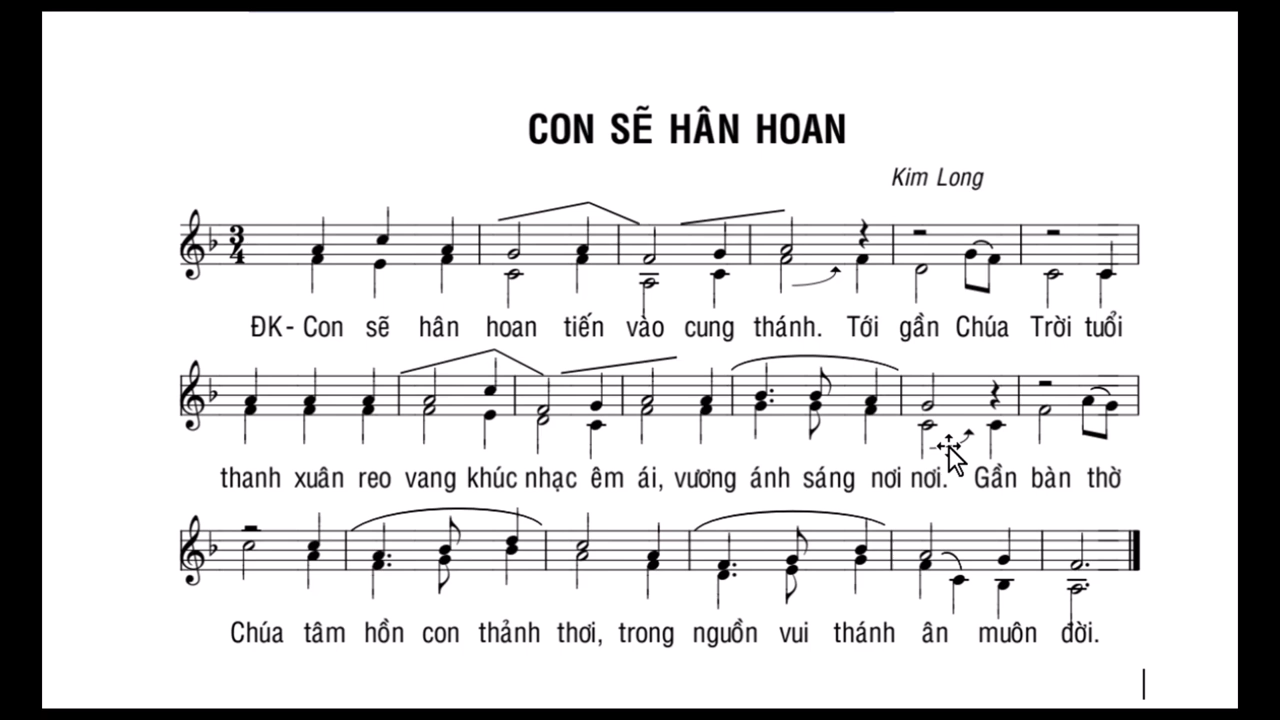 CON SẼ HÂN HOAN
Kim Long
3
4
ĐK- Con sẽ hân hoan tiến vào cung thánh. Tới gần Chúa Trời tuổi
thanh xuân reo vang khúc nhạc êm ái, vương ánh sáng nơi nơi. Gần bàn thờ
Chúa tâm hồn con thảnh thơi, trong nguồn vui thánh ân muôn đời.